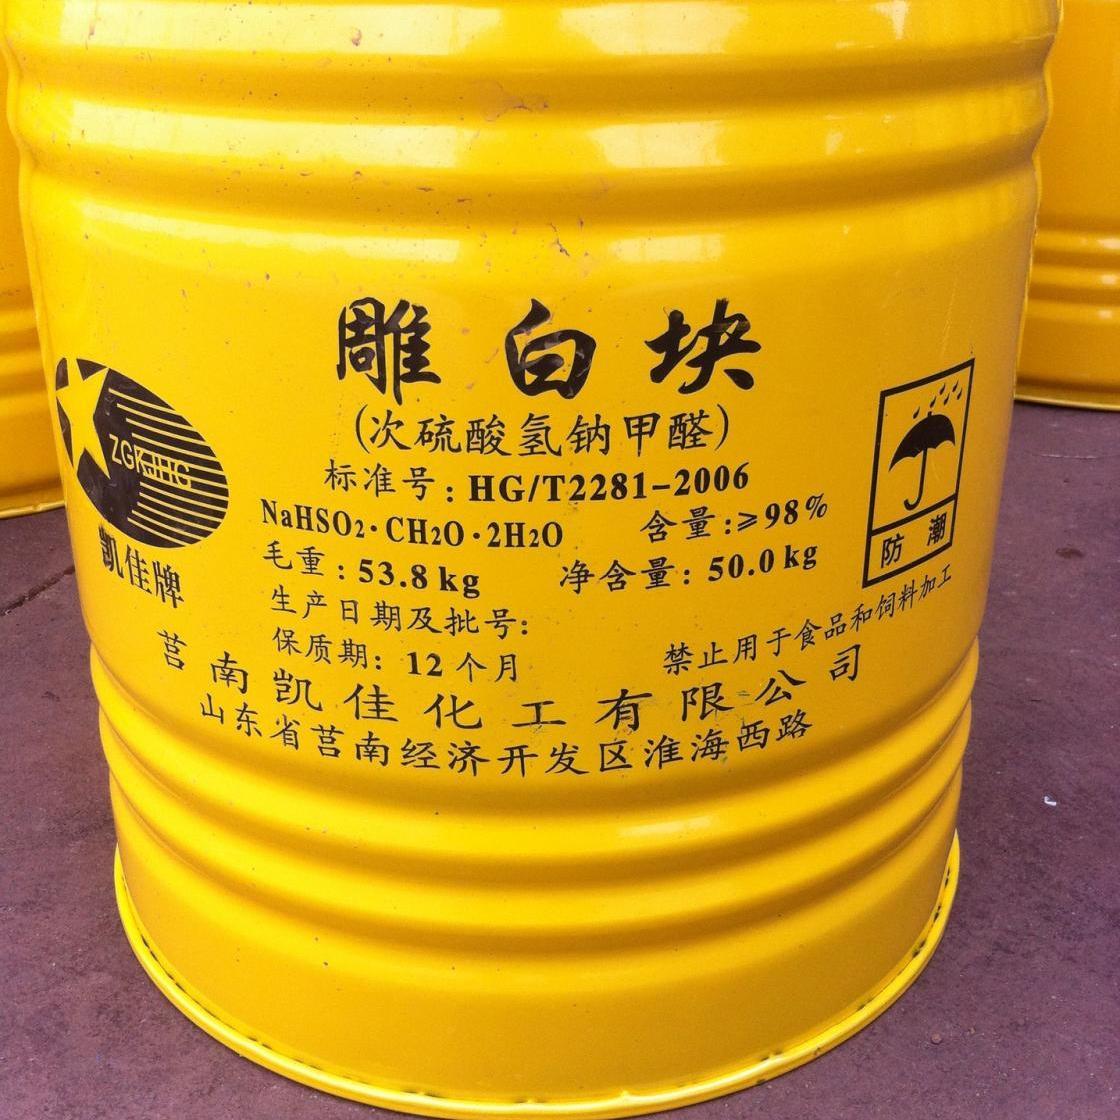 雕白块
(次硫酸氢钠甲醛)
标准号:HG/T2281-2006
NaHSO₂·CH₂O·2H₂O 含量:≥98%
毛重:53.8kg 净含量:50.0kg
生产日期及批号:
保质期:12个月
禁止用于食品和饲料加工
莒南凯佳化工有限公司
山东省莒南经济开发区淮海西路
ZGKJHG
凯佳牌
防潮